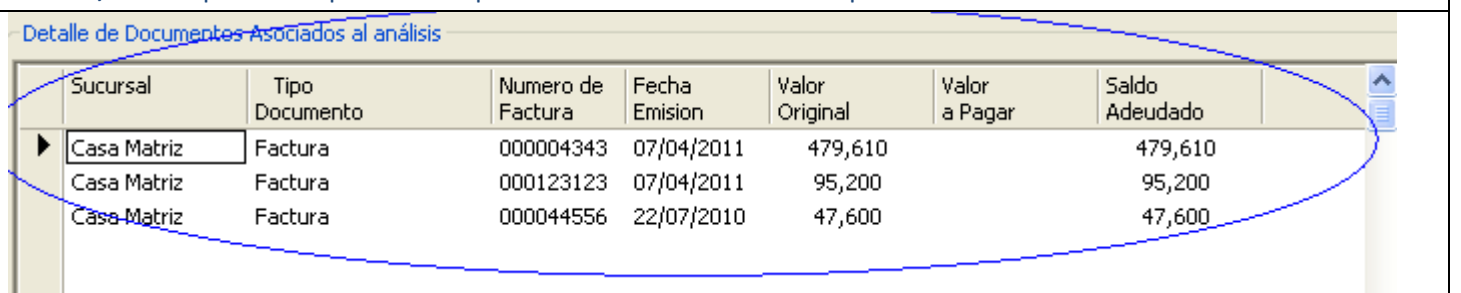 Detalle de Documentos Asociados al análisis
Sucursal Tipo Documento Numero de Factura Fecha Emision Valor Original Valor a Pagar Saldo Adeudado
Casa Matriz Factura 000004343 07/04/2011 479,610 479,610
Casa Matriz Factura 000123123 07/04/2011 95,200 95,200
Casa Matriz Factura 000044556 22/07/2010 47,600 47,600